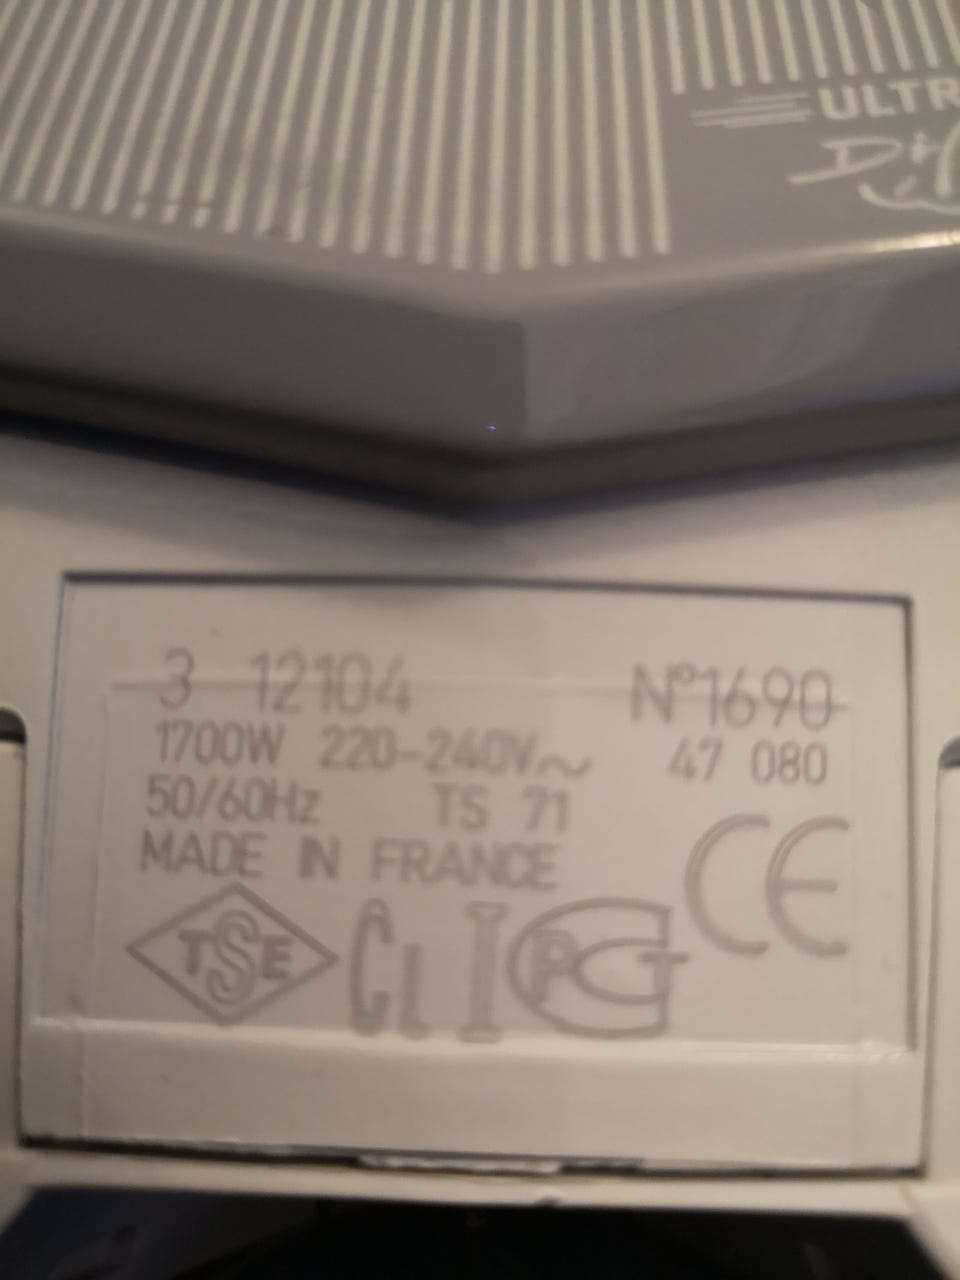 ULTR
3 12104 N°1690
1700W 220-240V~ 47 080
50/60Hz TS 71
MADE IN FRANCE
CE
TSE
PCT